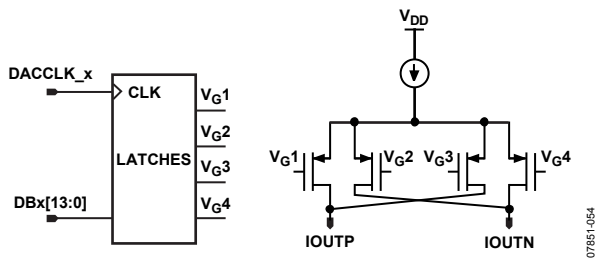 VDD
DACCLK_x
CLK
VG1
VG2
LATCHES
VG3
VG4
DBx[13:0]
VG1
VG2
VG3
VG4
IOUTP
IOUTN
07851-054